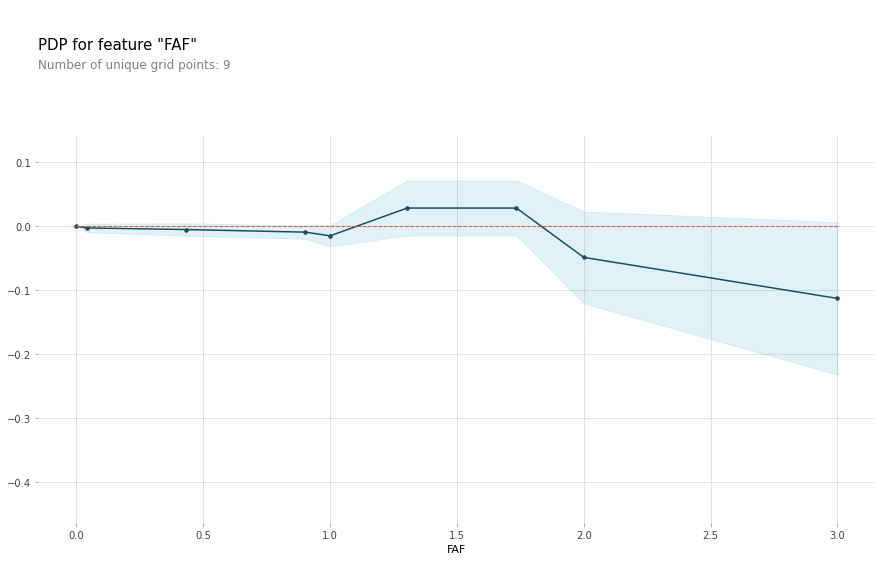 PDP for feature "FAF"
Number of unique grid points: 9
0.1
0.0
−0.1
−0.2
−0.3
−0.4
0.0 0.5 1.0 1.5 2.0 2.5 3.0
FAF